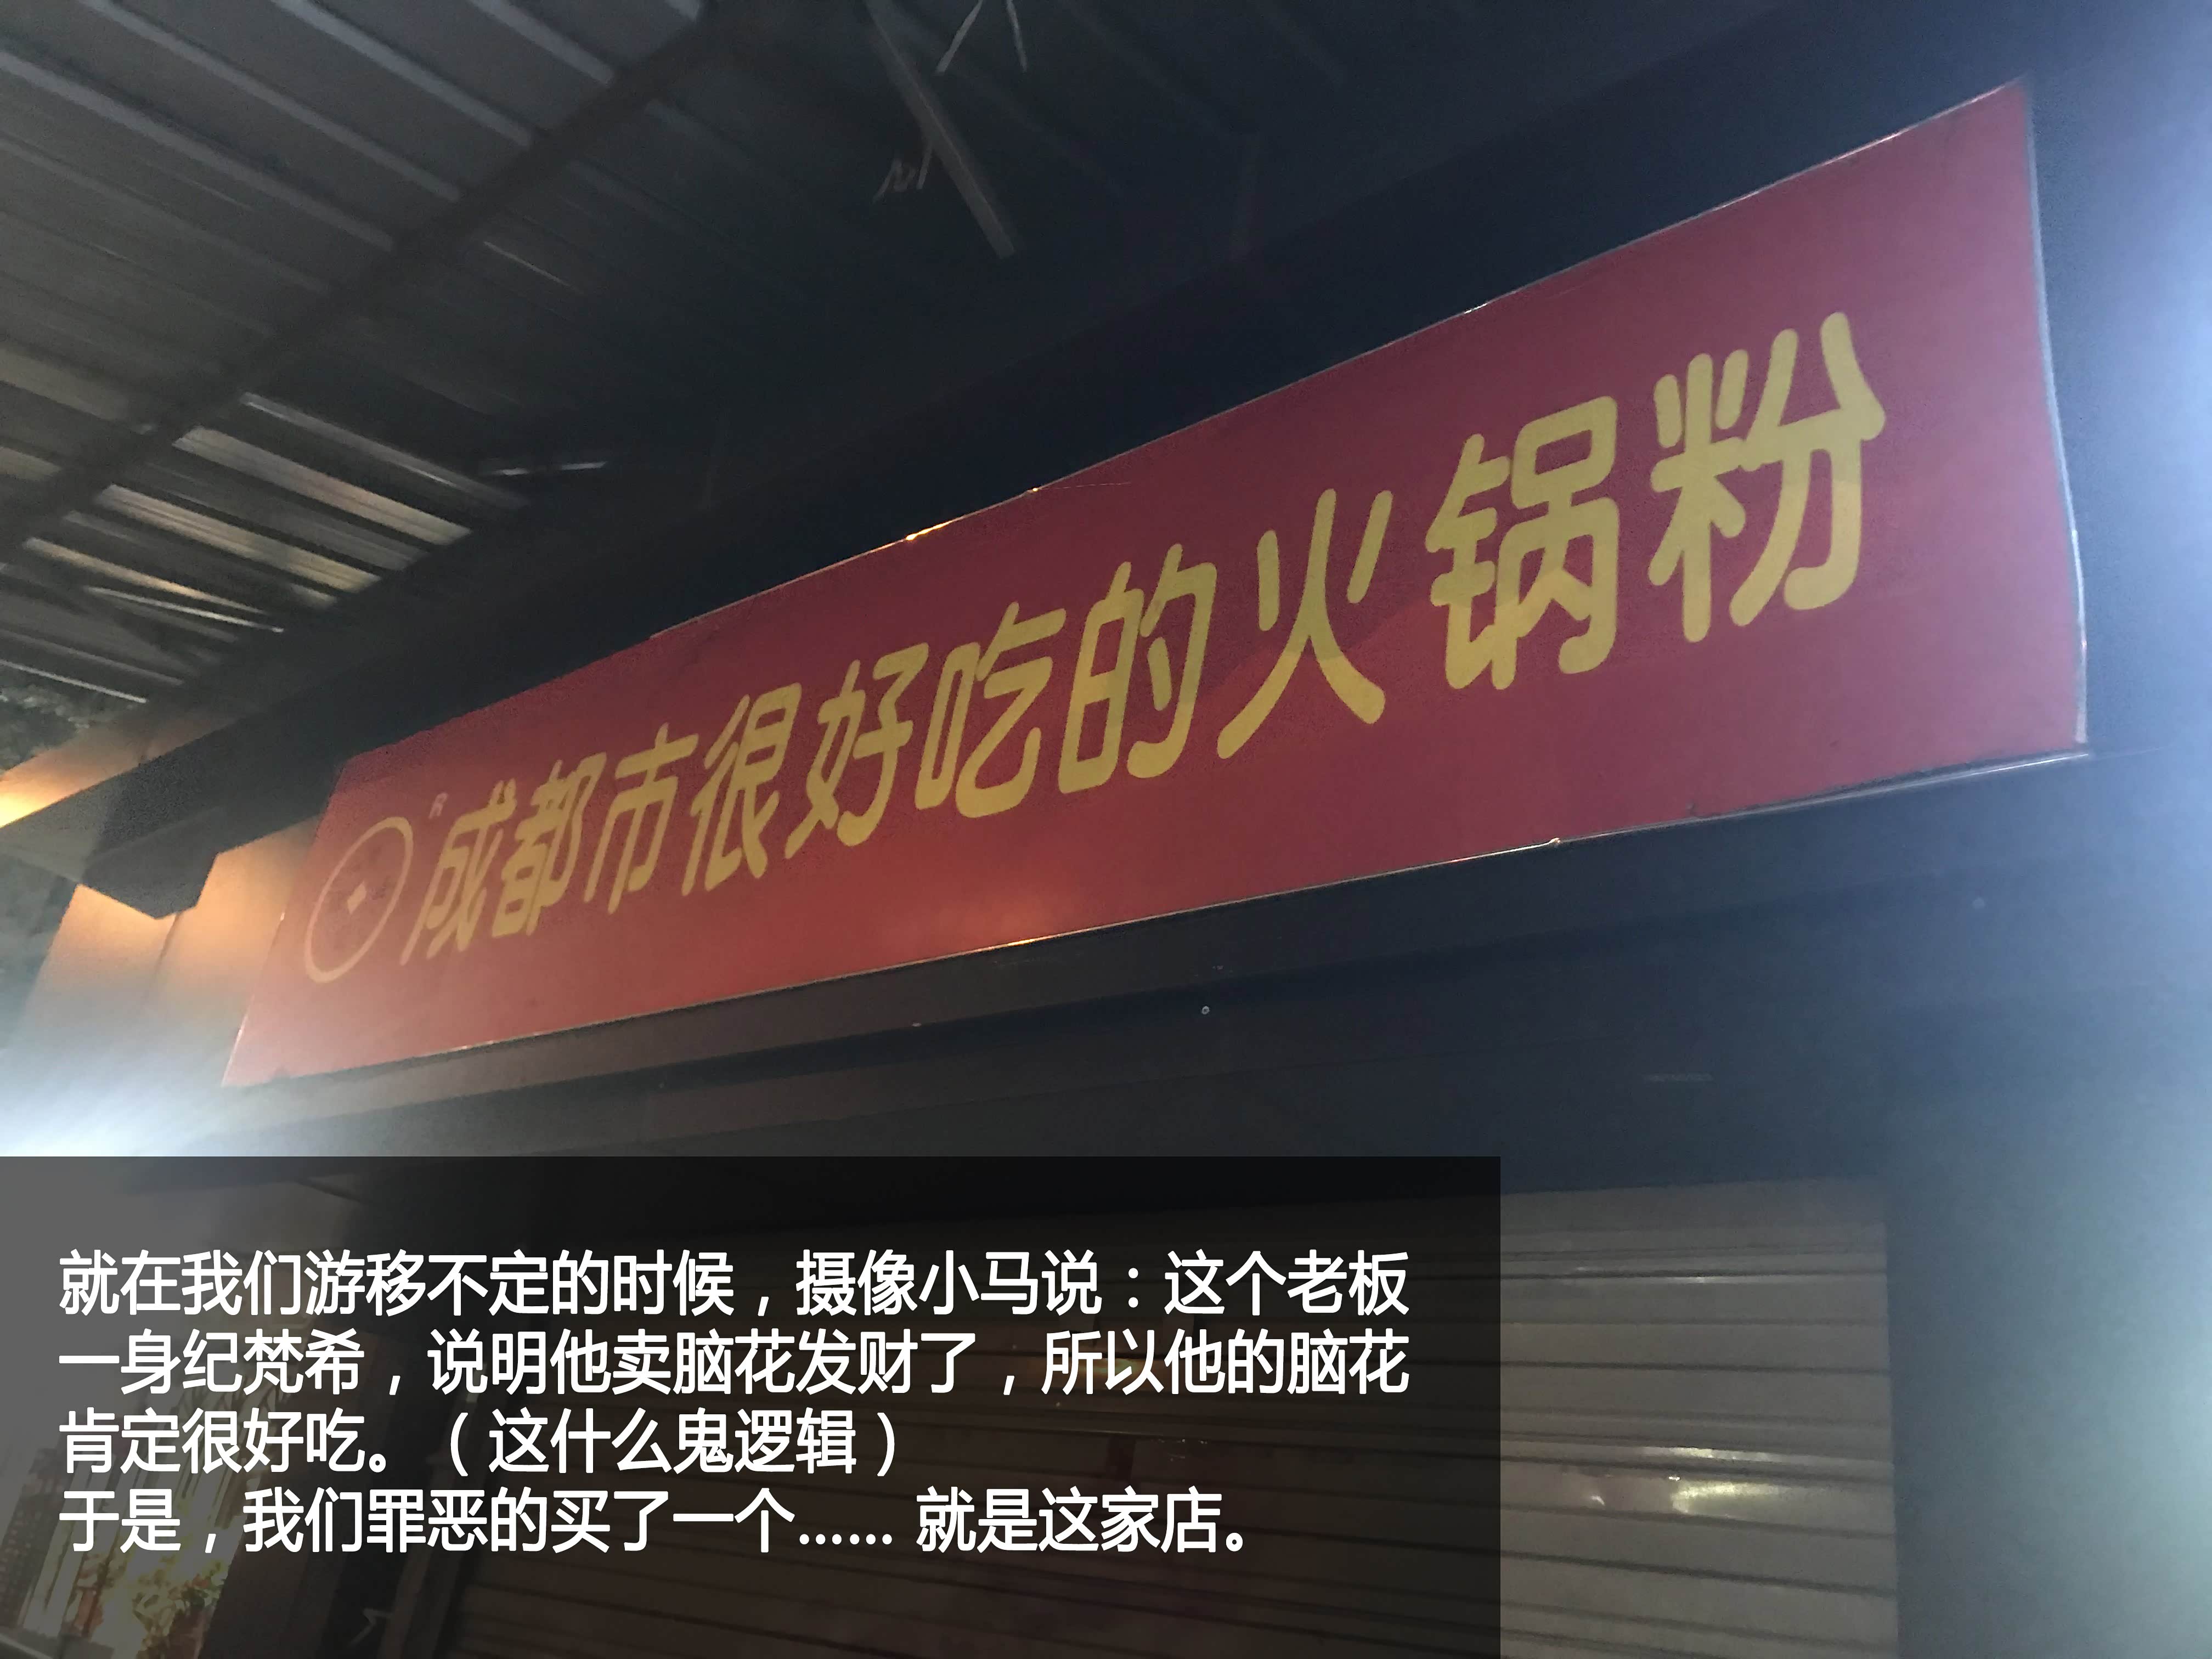 R成都市很好吃的火锅粉
就在我们游移不定的时候，摄像小马说：这个老板
一身纪梵希，说明他卖脑花发财了，所以他的脑花
肯定很好吃。（这什么鬼逻辑）
于是，我们罪恶的买了一个…… 就是这家店。